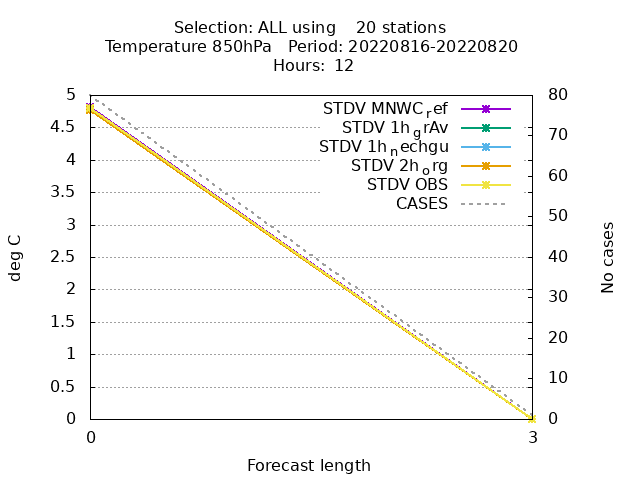 Selection: ALL using    20 stations
Temperature 850hPa   Period: 20220816-20220820
Hours:  12
deg C
5
4.5
4
3.5
3
2.5
2
1.5
1
0.5
0
STDV MNWC_ref
STDV 1h_grAv
STDV 1h_nechgu
STDV 2h_org
STDV OBS
CASES
80
70
60
50
40
30
20
10
0
No cases
0
3
Forecast length